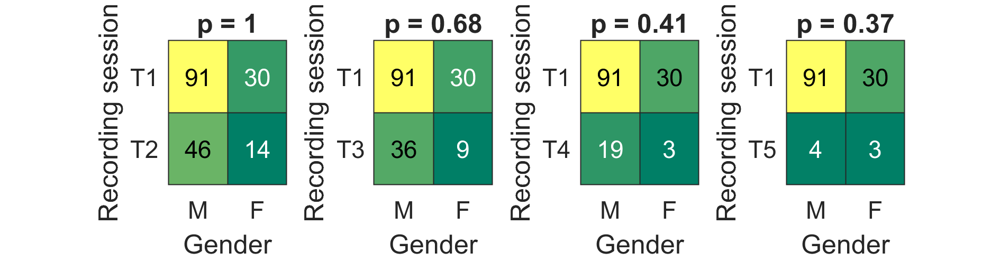 p = 1
Recording session
T1
91
30
T2
46
14
M
F
Gender
p = 0.68
Recording session
T1
91
30
T3
36
9
M
F
Gender
p = 0.41
Recording session
T1
91
30
T4
19
3
M
F
Gender
p = 0.37
Recording session
T1
91
30
T5
4
3
M
F
Gender